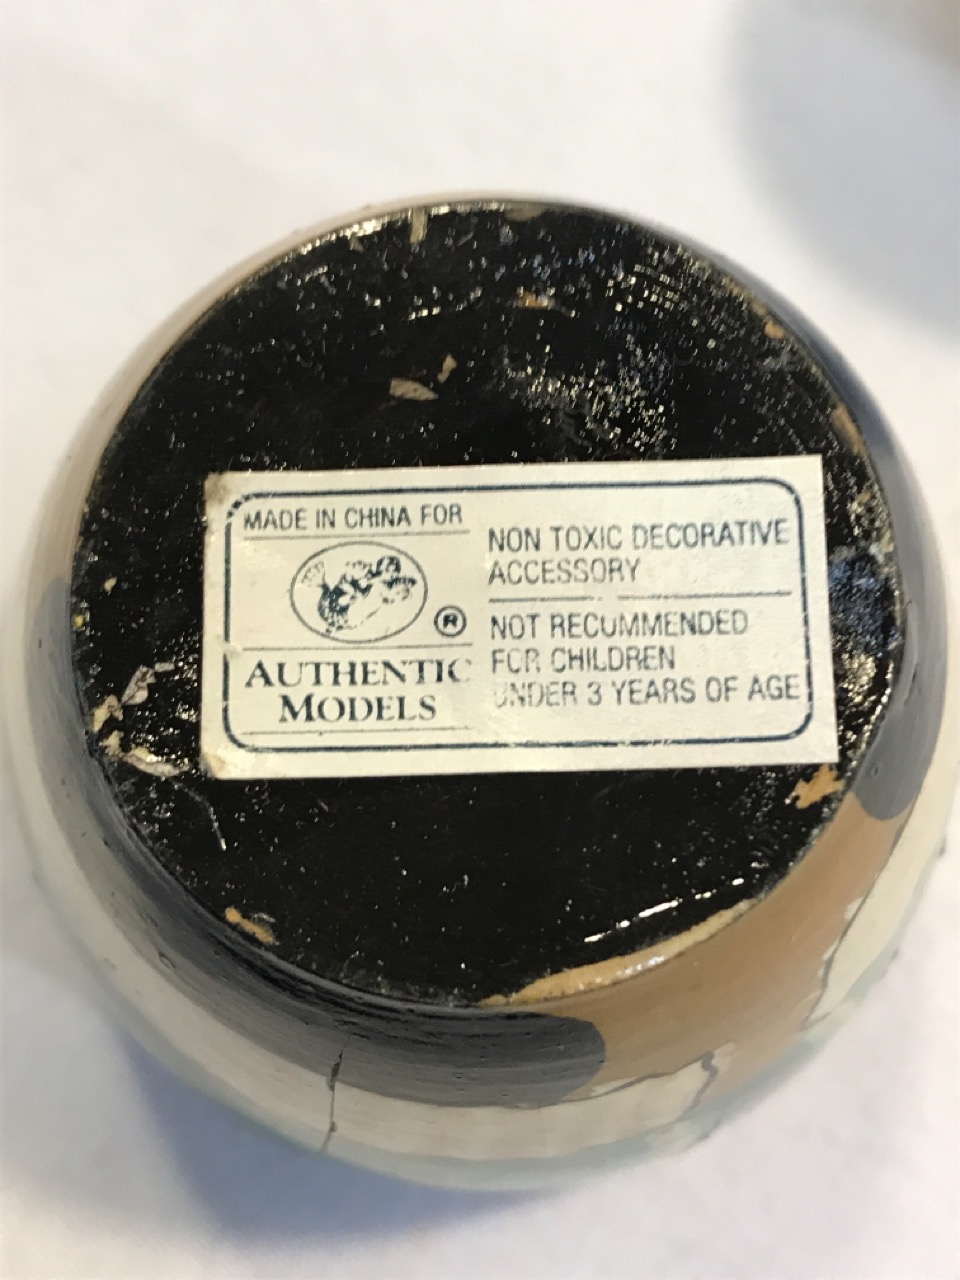 MADE IN CHINA FOR
®
AUTHENTIC
MODELS
NON TOXIC DECORATIVE
ACCESSORY
NOT RECOMMENDED
FOR CHILDREN
UNDER 3 YEARS OF AGE